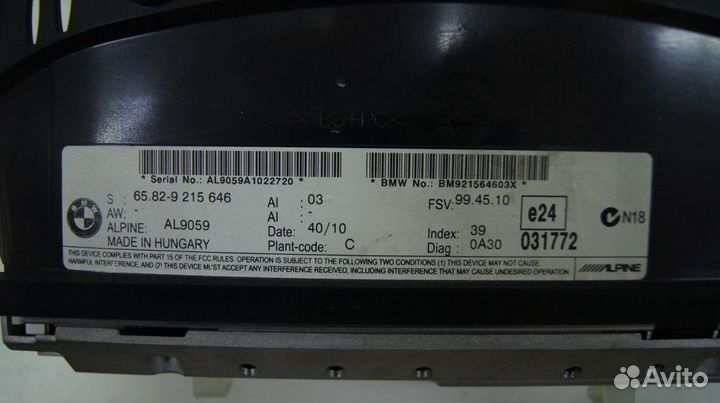 >ABS+PC<
* Serial No.: AL9059A1022720 *
* BMW No.: BM921564603X *
BMW
S : 65.82-9 215 646
AW: -
ALPINE: AL9059
MADE IN HUNGARY
AI : 03
AI : -
Date: 40/10
Plant-code: C
FSV: 99.45.10
Index: 39
Diag : 0A30
e24
031772
N18
THIS DEVICE COMPLIES WITH PART 15 OF THE FCC RULES. OPERATION IS SUBJECT TO THE FOLLOWING TWO CONDITIONS.(1) THIS DEVICE MAY NOT CAUSE
HARMFUL INTERFERENCE, AND (2) THIS DEVICE MUST ACCEPT ANY INTERFERENCE RECEIVED,INCLUDING INTERFERENCE THAT MAY CAUSE UNDESIRED OPERATION
ALPINE
Avito